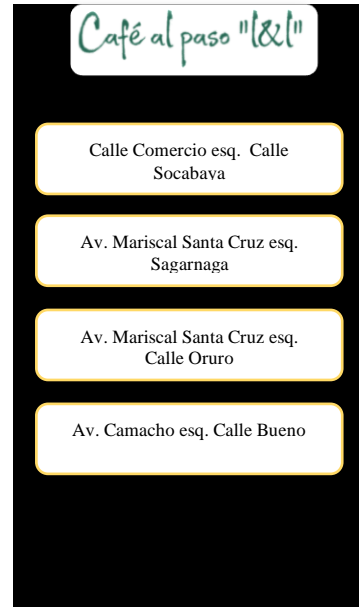 Café al paso "l&l"
Calle Comercio esq. Calle
Socabaya
Av. Mariscal Santa Cruz esq.
Sagarnaga
Av. Mariscal Santa Cruz esq.
Calle Oruro
Av. Camacho esq. Calle Bueno